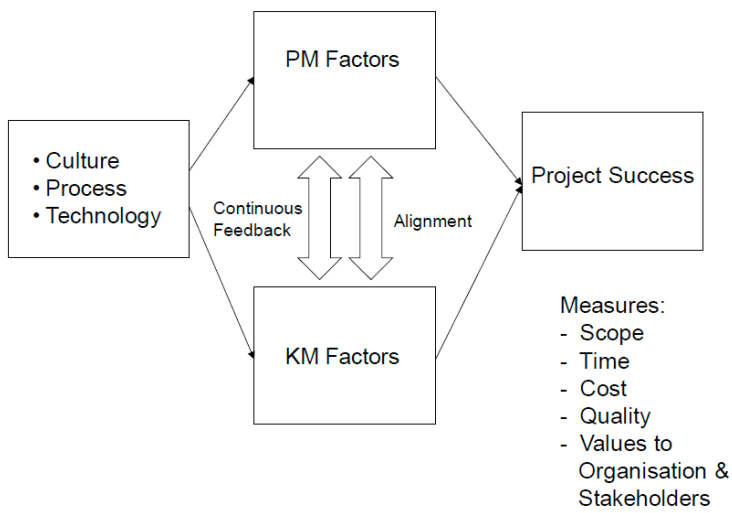 PM Factors
• Culture
• Process
• Technology
Continuous
Feedback
Alignment
Project Success
KM Factors
Measures:
- Scope
- Time
- Cost
- Quality
- Values to
Organisation &
Stakeholders